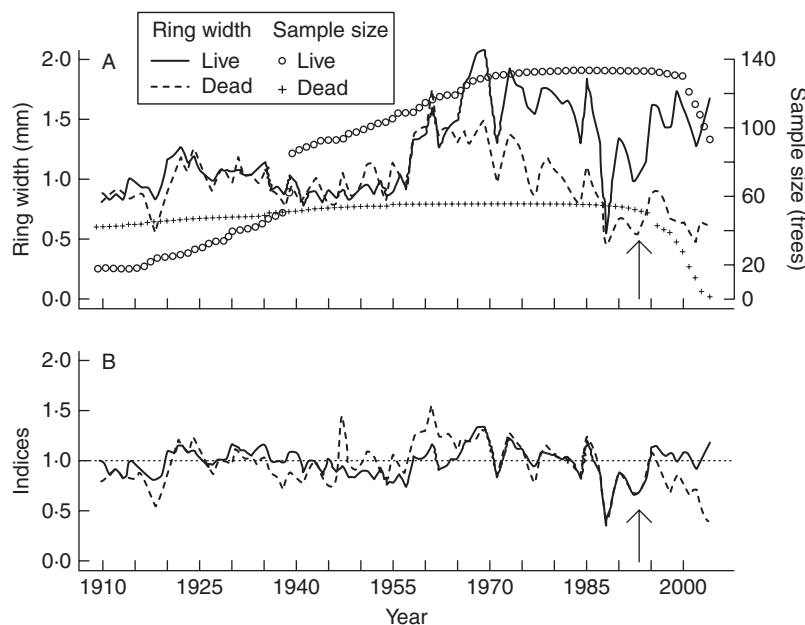 Ring width Sample size
Live Live
Dead Dead
A
2·0
1·5
1·0
0·5
0·0
Ring width (mm)
140
100
60
20
0
Sample size (trees)
B
2·0
1·5
1·0
0·5
0·0
Indices
1910 1925 1940 1955 1970 1985 2000
Year